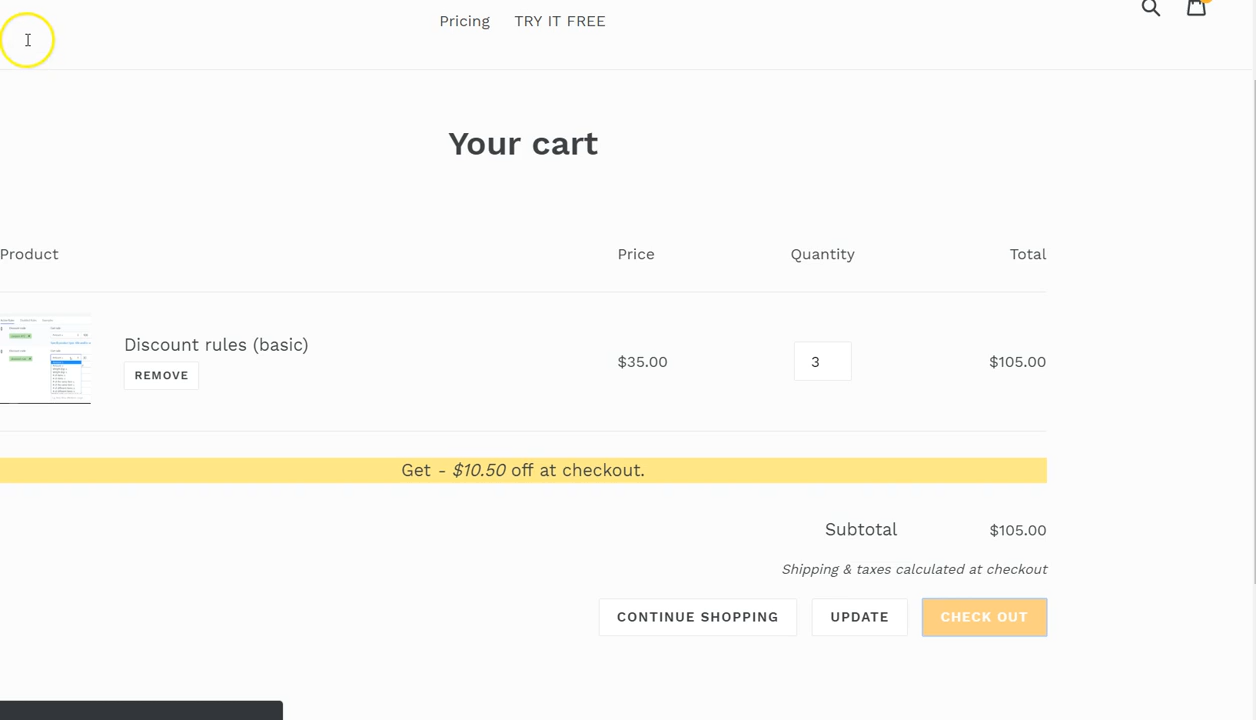 Pricing TRY IT FREE
Your cart
Product Price Quantity Total
Discount rules (basic)
REMOVE
$35.00 3 $105.00
Get - $10.50 off at checkout.
Subtotal $105.00
Shipping & taxes calculated at checkout
CONTINUE SHOPPING UPDATE CHECK OUT